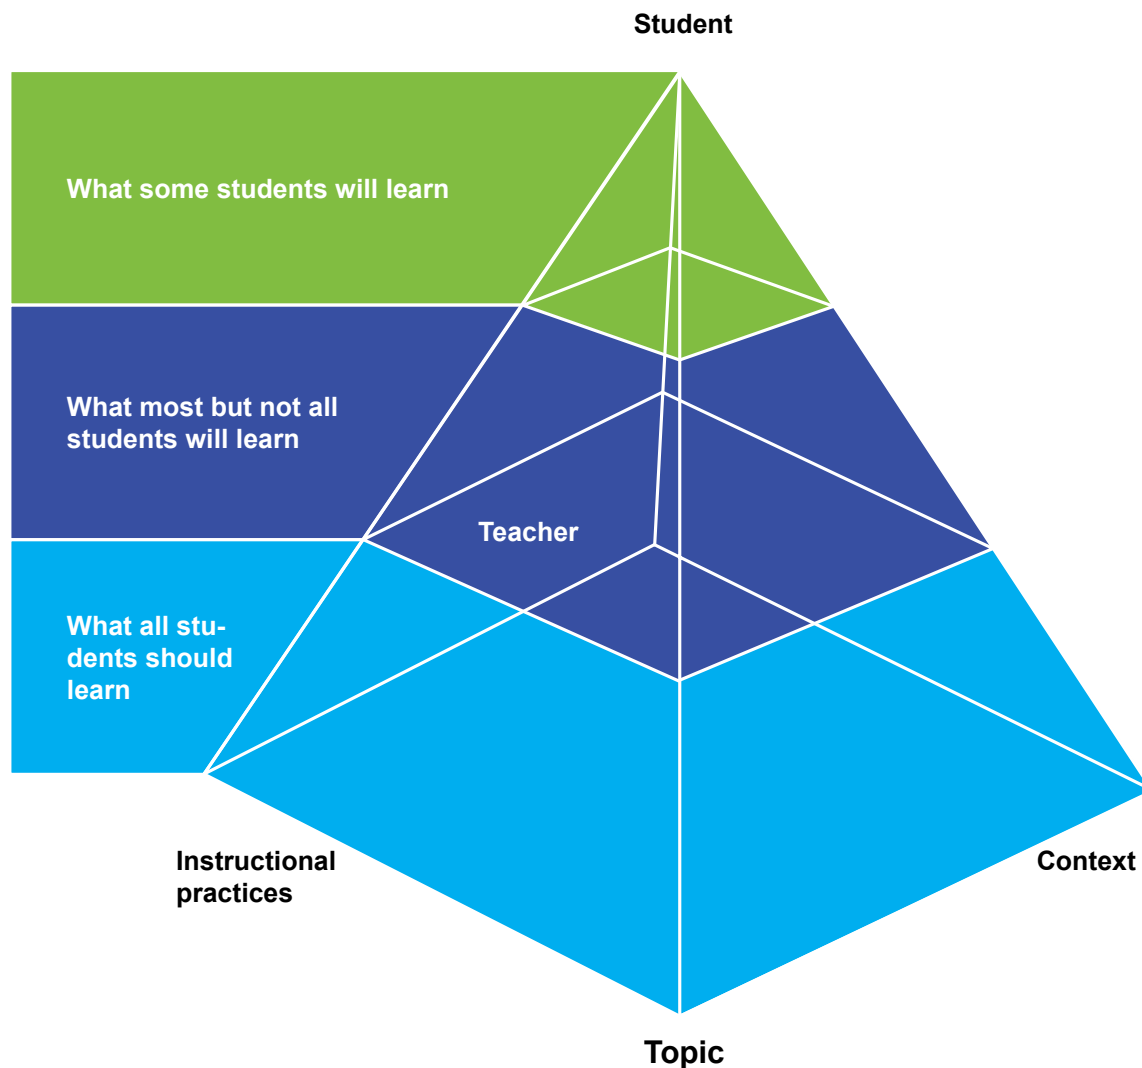 Student
What some students will learn
What most but not all
students will learn
Teacher
What all stu-
dents should
learn
Instructional
practices
Context
Topic